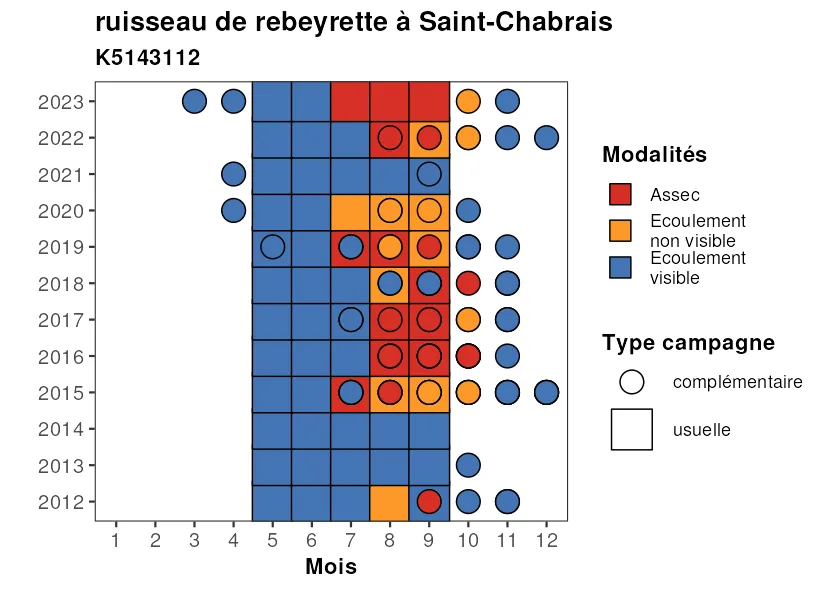 ruisseau de rebeyrette à Saint-Chabrais
K5143112
2023
2022
2021
2020
2019
2018
2017
2016
2015
2014
2013
2012
1 2 3 4 5 6 7 8 9 10 11 12
Mois
Modalités
Assec
Ecoulement
non visible
Ecoulement
visible
Type campagne
complémentaire
usuelle